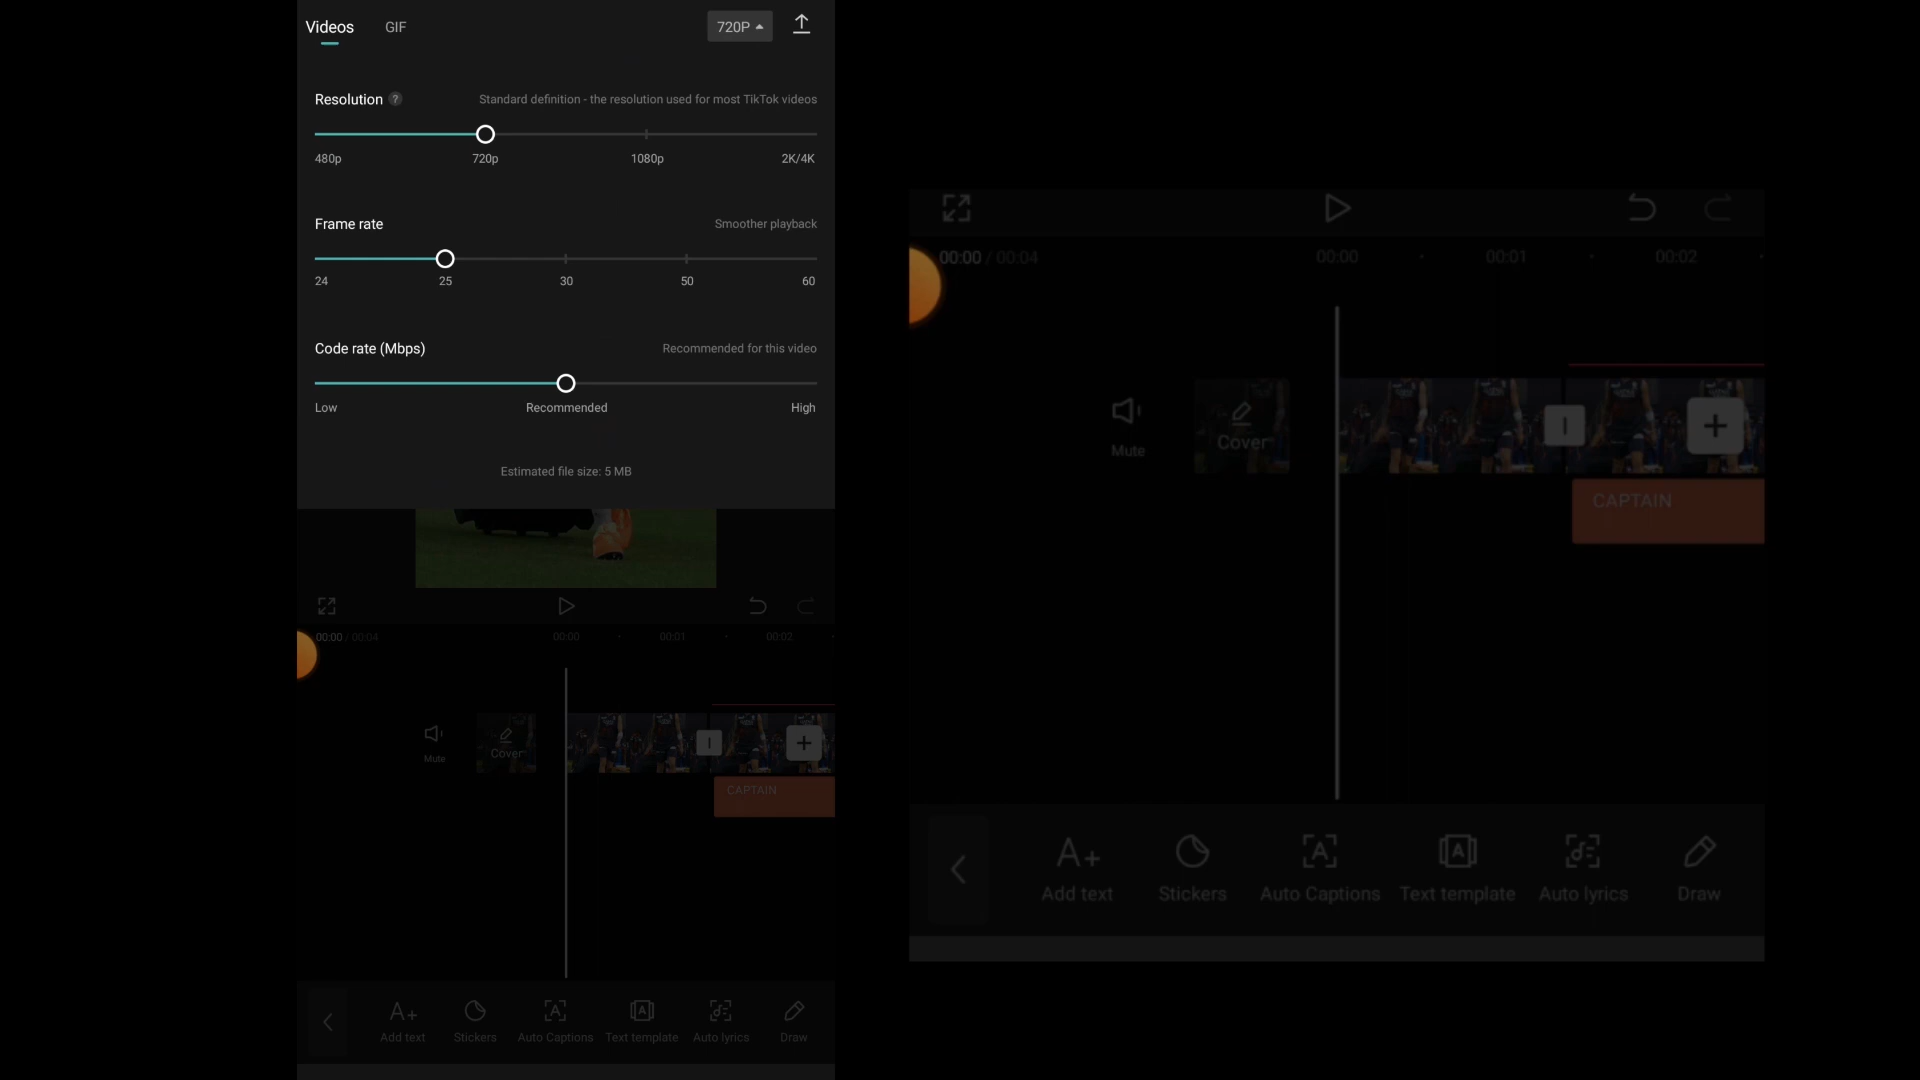 Videos GIF 720P
Resolution ? Standard definition - the resolution used for most TikTok videos
480p 720p 1080p 2K/4K
Frame rate Smoother playback
24 25 30 50 60
Code rate (Mbps) Recommended for this video
Low Recommended High
Estimated file size: 5 MB
00:00 / 00:04 00:00 00:01 00:02
Mute Cover
CAPTAIN
Add text Stickers Auto Captions Text template Auto lyrics Draw
00:00 / 00:04 00:00 00:01 00:02
Mute Cover
CAPTAIN
Add text Stickers Auto Captions Text template Auto lyrics Draw